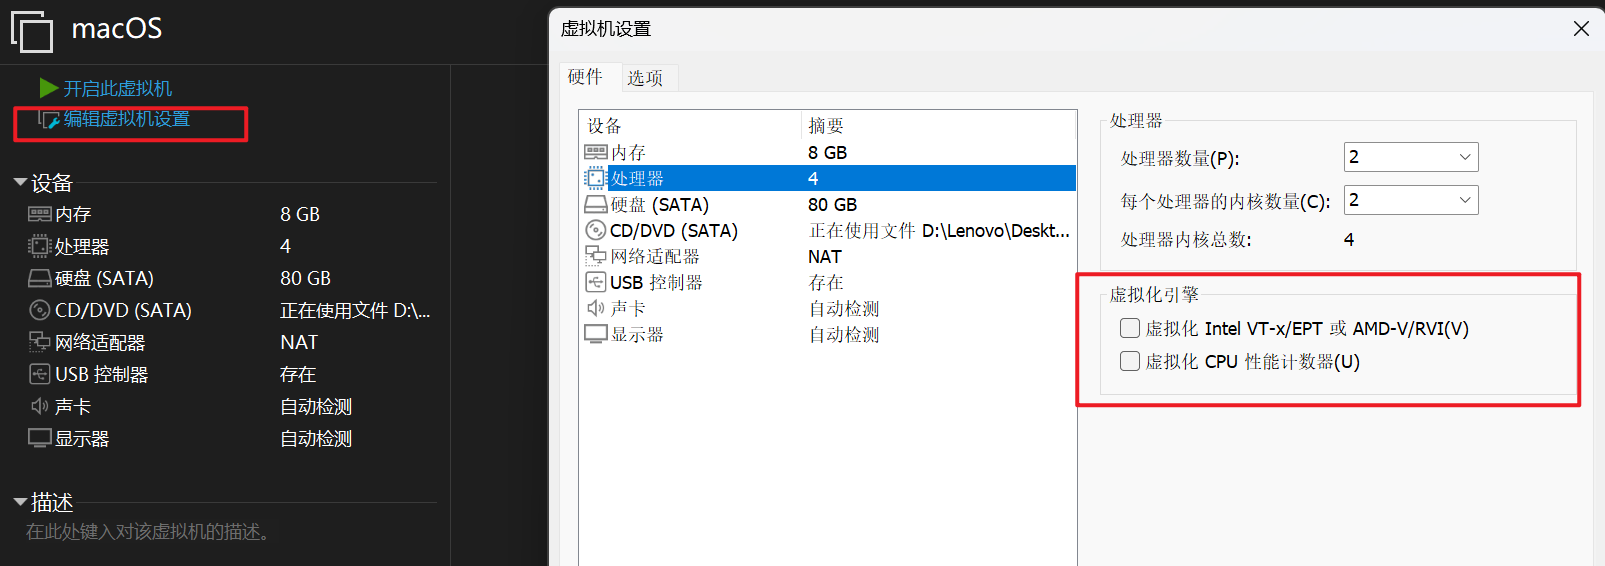 macOS
开启此虚拟机
编辑虚拟机设置
设备
内存 8 GB
处理器 4
硬盘 (SATA) 80 GB
CD/DVD (SATA) 正在使用文件 D:\...
网络适配器 NAT
USB 控制器 存在
声卡 自动检测
显示器 自动检测
描述
在此处键入对该虚拟机的描述。
虚拟机设置
硬件 选项
设备 摘要
内存 8 GB
处理器 4
硬盘 (SATA) 80 GB
CD/DVD (SATA) 正在使用文件 D:\Lenovo\Deskt...
网络适配器 NAT
USB 控制器 存在
声卡 自动检测
显示器 自动检测
处理器
处理器数量(P): 2
每个处理器的内核数量(C): 2
处理器内核总数: 4
虚拟化引擎
虚拟化 Intel VT-x/EPT 或 AMD-V/RVI(V)
虚拟化 CPU 性能计数器(U)